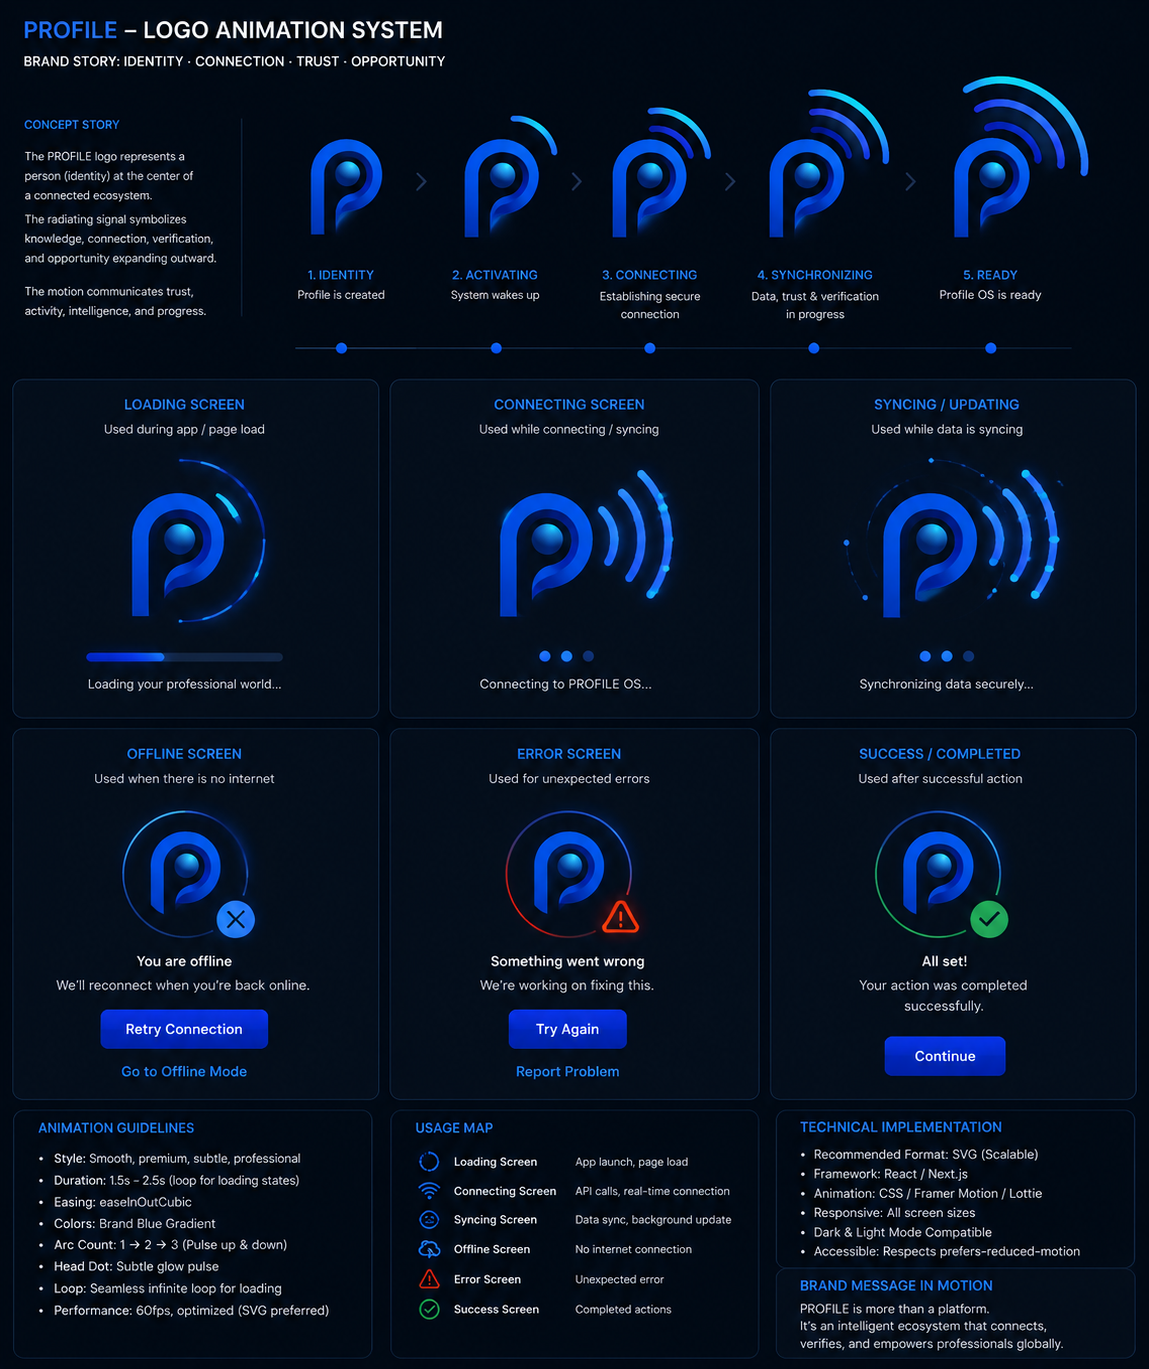 PROFILE – LOGO ANIMATION SYSTEM
BRAND STORY: IDENTITY · CONNECTION · TRUST · OPPORTUNITY
CONCEPT STORY
The PROFILE logo represents a
person (identity) at the center of
a connected ecosystem.
The radiating signal symbolizes
knowledge, connection, verification,
and opportunity expanding outward.
The motion communicates trust,
activity, intelligence, and progress.
1. IDENTITY
Profile is created
2. ACTIVATING
System wakes up
3. CONNECTING
Establishing secure
connection
4. SYNCHRONIZING
Data, trust & verification
in progress
5. READY
Profile OS is ready
LOADING SCREEN
Used during app / page load
Loading your professional world...
CONNECTING SCREEN
Used while connecting / syncing
Connecting to PROFILE OS...
SYNCING / UPDATING
Used while data is syncing
Synchronizing data securely...
OFFLINE SCREEN
Used when there is no internet
You are offline
We'll reconnect when you're back online.
Retry Connection
Go to Offline Mode
ERROR SCREEN
Used for unexpected errors
Something went wrong
We're working on fixing this.
Try Again
Report Problem
SUCCESS / COMPLETED
Used after successful action
All set!
Your action was completed
successfully.
Continue
ANIMATION GUIDELINES
• Style: Smooth, premium, subtle, professional
• Duration: 1.5s – 2.5s (loop for loading states)
• Easing: easeInOutCubic
• Colors: Brand Blue Gradient
• Arc Count: 1 → 2 → 3 (Pulse up & down)
• Head Dot: Subtle glow pulse
• Loop: Seamless infinite loop for loading
• Performance: 60fps, optimized (SVG preferred)
USAGE MAP
Loading Screen App launch, page load
Connecting Screen API calls, real-time connection
Syncing Screen Data sync, background update
Offline Screen No internet connection
Error Screen Unexpected error
Success Screen Completed actions
TECHNICAL IMPLEMENTATION
• Recommended Format: SVG (Scalable)
• Framework: React / Next.js
• Animation: CSS / Framer Motion / Lottie
• Responsive: All screen sizes
• Dark & Light Mode Compatible
• Accessible: Respects prefers-reduced-motion
BRAND MESSAGE IN MOTION
PROFILE is more than a platform.
It's an intelligent ecosystem that connects,
verifies, and empowers professionals globally.